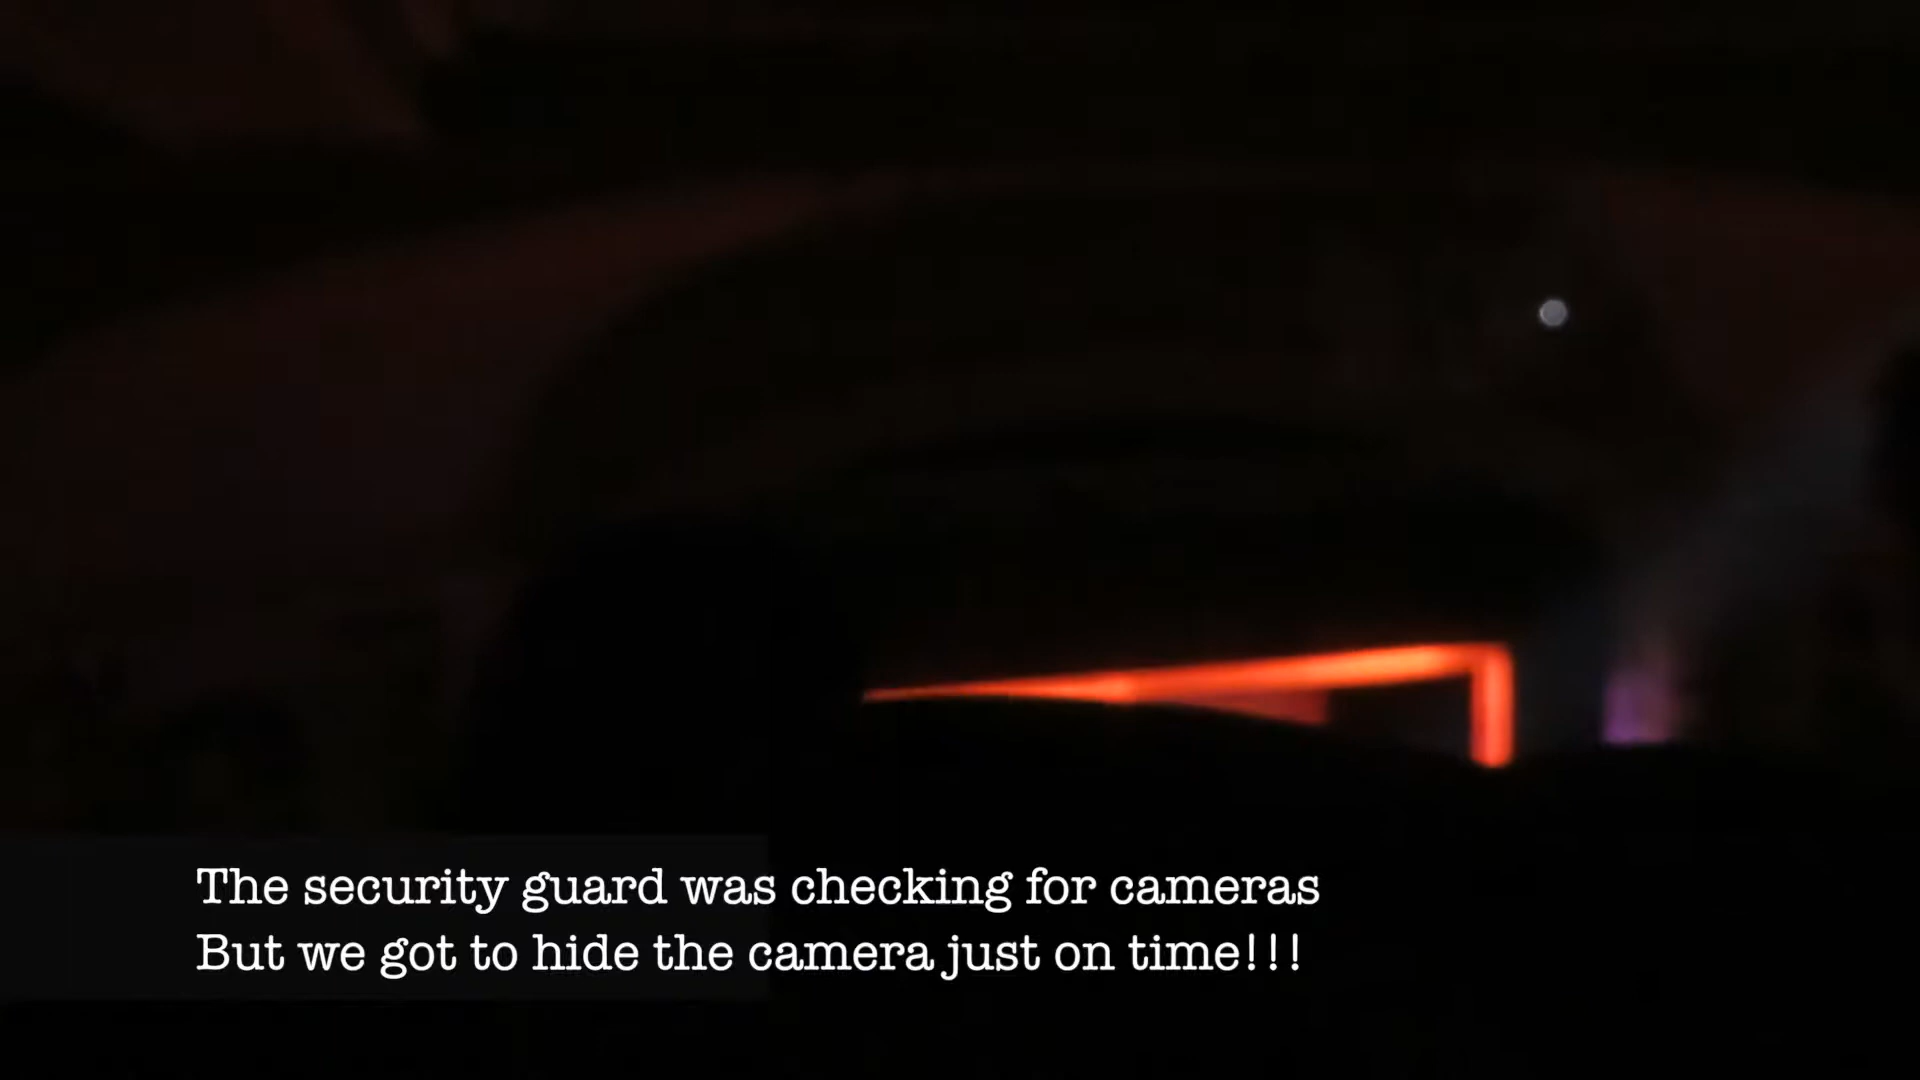 The security guard was checking for cameras
But we got to hide the camera just on time!!!